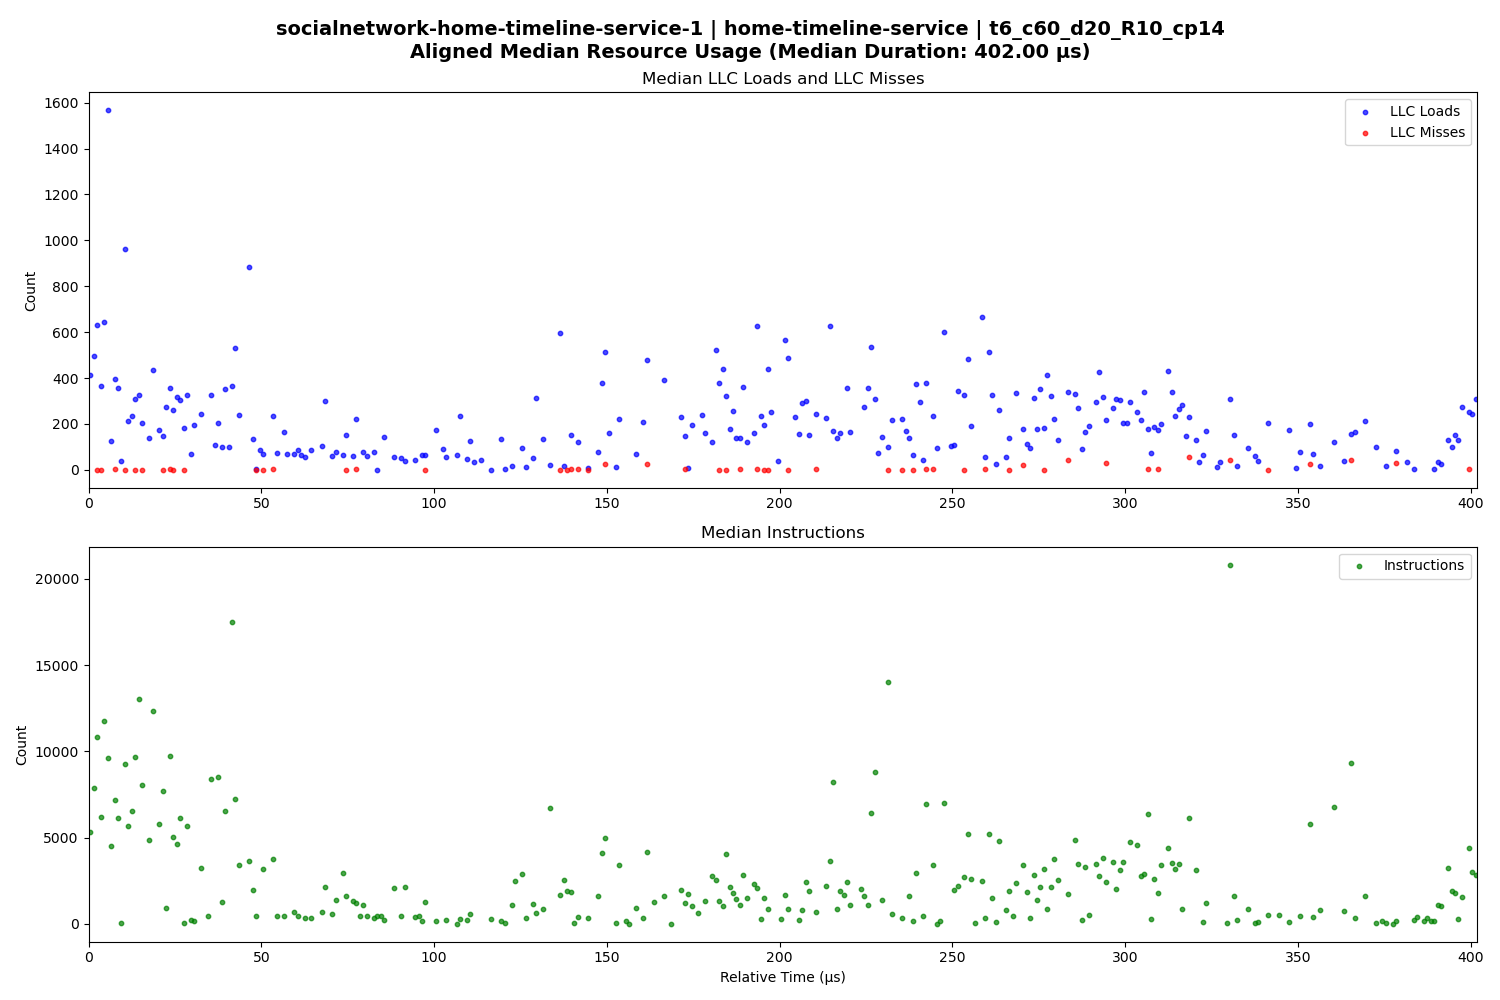 socialnetwork-home-timeline-service-1 | home-timeline-service | t6_c60_d20_R10_cp14
Aligned Median Resource Usage (Median Duration: 402.00 µs)
Median LLC Loads and LLC Misses
LLC Loads
LLC Misses
Count
1600
1400
1200
1000
800
600
400
200
0
0 50 100 150 200 250 300 350 400
Median Instructions
Instructions
Count
20000
15000
10000
5000
0
0 50 100 150 200 250 300 350 400
Relative Time (µs)